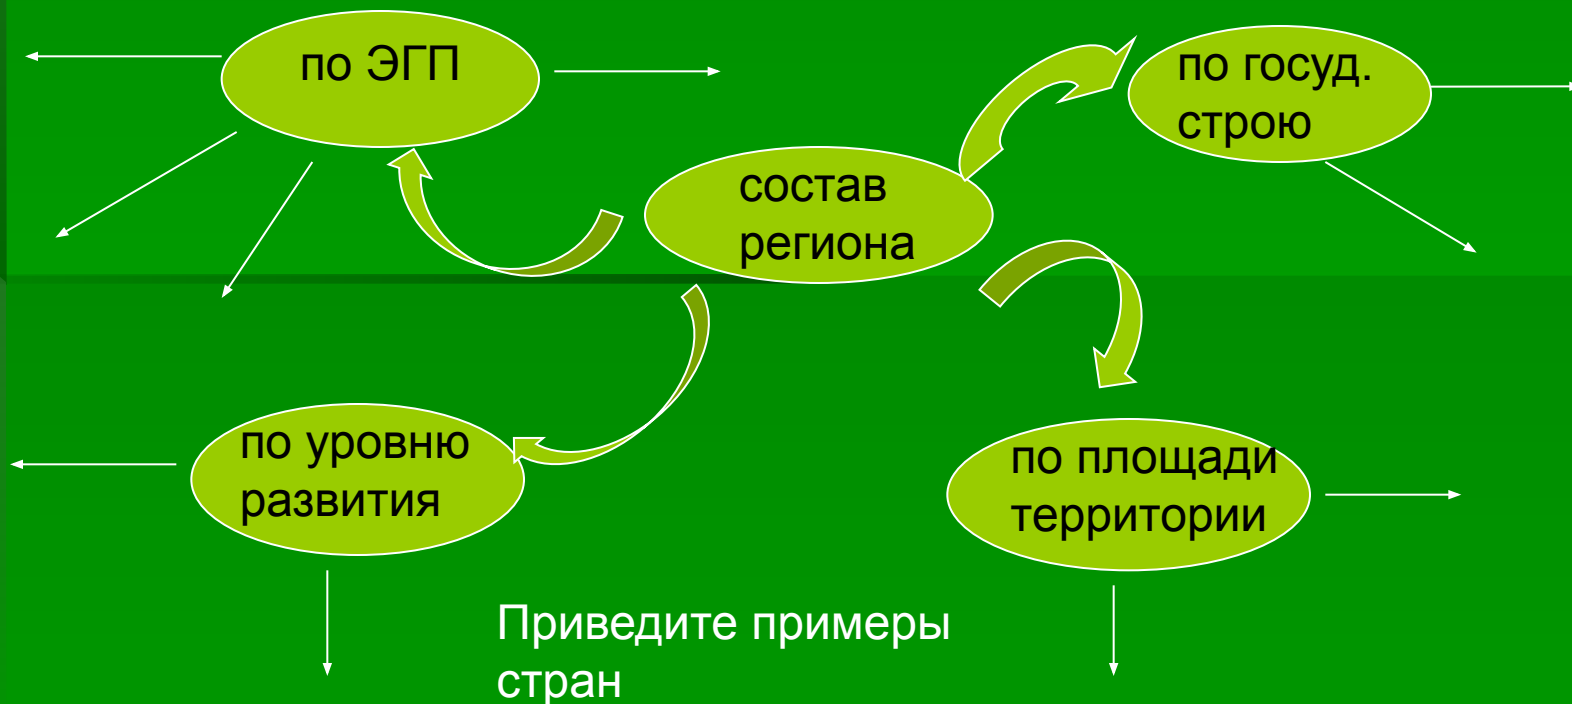 по ЭГП
по госуд.
строю
состав
региона
по уровню
развития
по площади
территории
Приведите примеры
стран